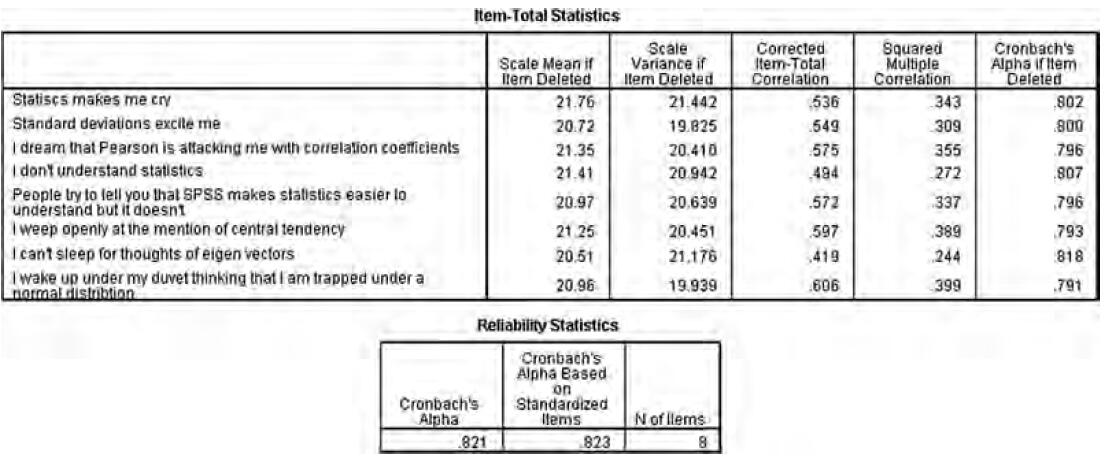 Item-Total Statistics
Scale Mean if Item Deleted
Scale Variance if Item Deleted
Corrected Item-Total Correlation
Squared Multiple Correlation
Cronbach's Alpha if Item Deleted
Statiscs makes me cry 21.76 21.442 .536 .343 .802
Standard deviations excite me 20.72 19.825 .549 .309 .800
I dream that Pearson is attacking me with correlation coefficients 21.35 20.410 .575 .355 .796
I don't understand statistics 21.41 20.942 .494 .272 .807
People try to tell you that SPSS makes statistics easier to
understand but it doesn't 20.97 20.639 .572 .337 .796
I weep openly at the mention of central tendency 21.25 20.451 .597 .389 .793
I can't sleep for thoughts of eigen vectors 20.51 21.176 .419 .244 .818
I wake up under my duvet thinking that I am trapped under a
normal distribtion 20.96 19.939 .606 .399 .791
Reliability Statistics
Cronbach's Alpha
Cronbach's Alpha Based on Standardized Items
N of Items
.821 .823 8